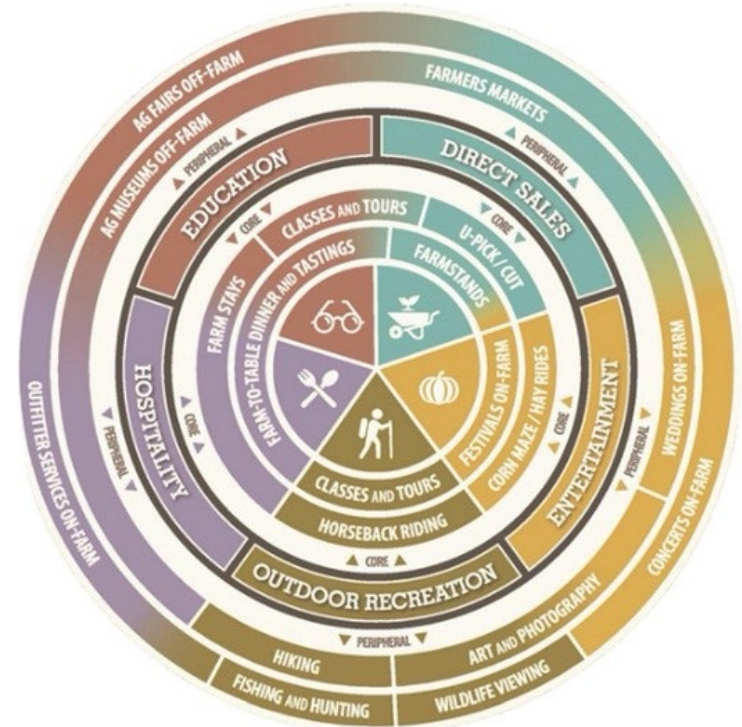 AG FAIRS OFF-FARM
AG MUSEUMS OFF-FARM
FARMERS MARKETS
PERIPHERAL
PERIPHERAL
EDUCATION
DIRECT SALES
CORE
CORE
CLASSES AND TOURS
U-PICK / CUT
FARM STAYS
FARM-TO-TABLE DINNER AND TASTINGS
FARMSTANDS
HOSPITALITY
CORE
PERIPHERAL
OUTFITTER SERVICES ON-FARM
FESTIVALS ON-FARM
CORN MAZE / HAY RIDES
CORE
ENTERTAINMENT
PERIPHERAL
WEDDINGS ON-FARM
CONCERTS ON-FARM
CLASSES AND TOURS
HORSEBACK RIDING
CORE
OUTDOOR RECREATION
PERIPHERAL
HIKING
ART AND PHOTOGRAPHY
FISHING AND HUNTING
WILDLIFE VIEWING